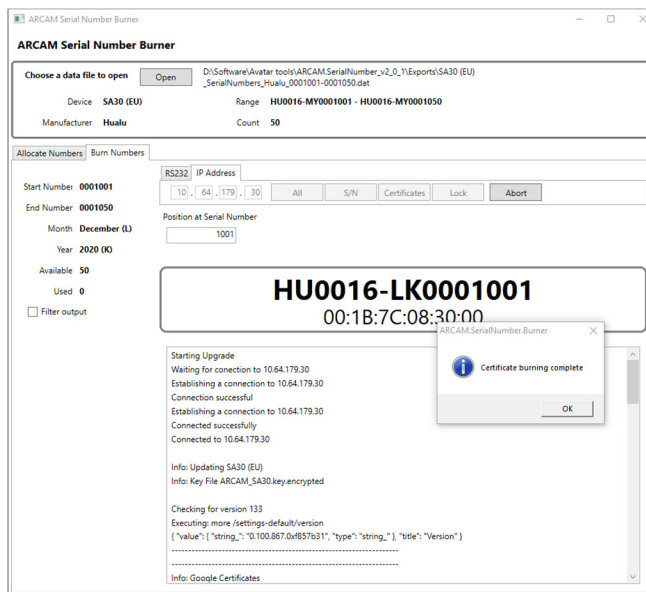 ARCAM Serial Number Burner
ARCAM Serial Number Burner
Choose a data file to open
Open
D:\Software\Avatar tools\ARCAM.SerialNumber_v2_0_1\Exports\SA30 (EU)
_SerialNumbers_Hualu_0001001-0001050.dat
Device SA30 (EU)
Range HU0016-MY0001001 - HU0016-MY0001050
Manufacturer Hualu
Count 50
Allocate Numbers Burn Numbers
Start Number 0001001
End Number 0001050
Month December (L)
Year 2020 (K)
Available 50
Used 0
Filter output
RS232 IP Address
10 . 64 . 179 . 30 All S/N Certificates Lock Abort
Position at Serial Number
1001
HU0016-LK0001001
00:1B:7C:08:30:00
ARCAM.SerialNumber.Burner
Certificate burning complete
OK
Starting Upgrade
Waiting for conection to 10.64.179.30
Establishing a connection to 10.64.179.30
Connection successful
Establishing a connection to 10.64.179.30
Connected successfully
Connected to 10.64.179.30
Info: Updating SA30 (EU)
Info: Key File ARCAM_SA30.key.encrypted
Checking for version 133
Executing: more /settings-default/version
{ "value": { "string_": "0.100.867.0xf857b31", "type": "string_" }, "title": "Version" }
--------------------------------------------------------------------
--------------------------------------------------------------------
Info: Google Certificates